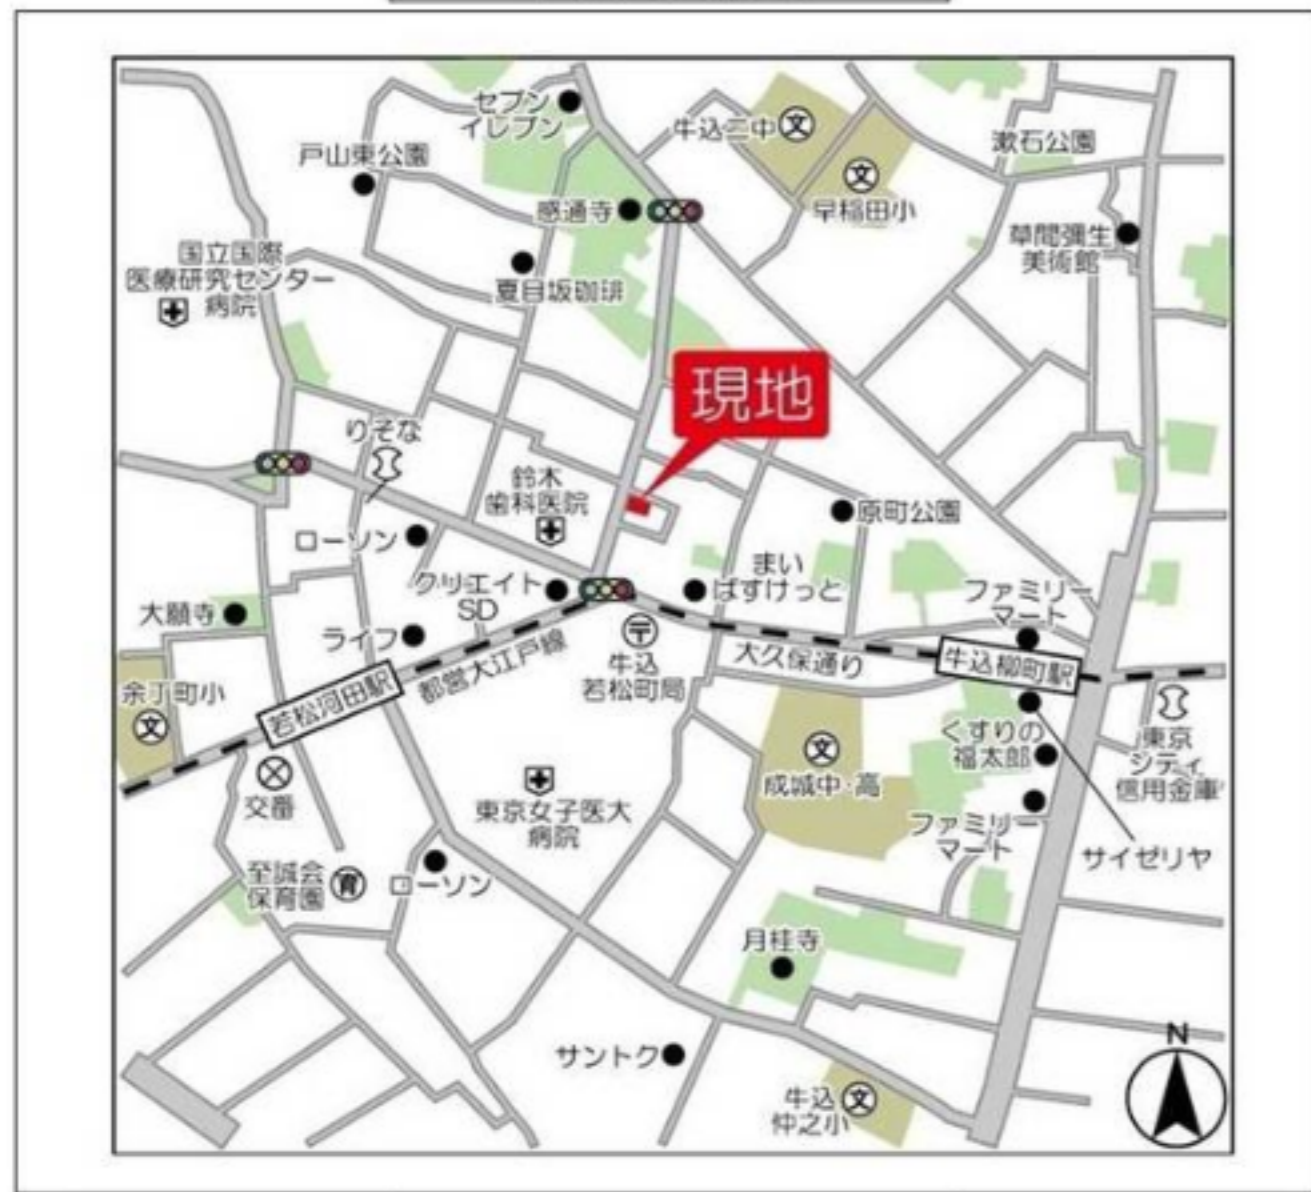 セブン
イレブン
牛込二中
文
漱石公園
戸山東公園
文
早稲田小
感通寺
草間彌生
美術館
国立国際
医療研究センター
病院
夏目坂珈琲
現地
りそな
鈴木
歯科医院
原町公園
ローソン
まい
ばすけっと
クリエイト
SD
ファミリー
マート
大願寺
ライフ
〒
牛込
若松町局
大久保通り
牛込柳町駅
都営大江戸線
若松河田駅
余丁町小
文
くすりの
福太郎
東京
シティ
信用金庫
文
成城中・高
交番
東京女子医大
病院
ファミリー
マート
サイゼリヤ
至誠会
保育園
育
ローソン
月桂寺
サントク
牛込
仲之小
文
N